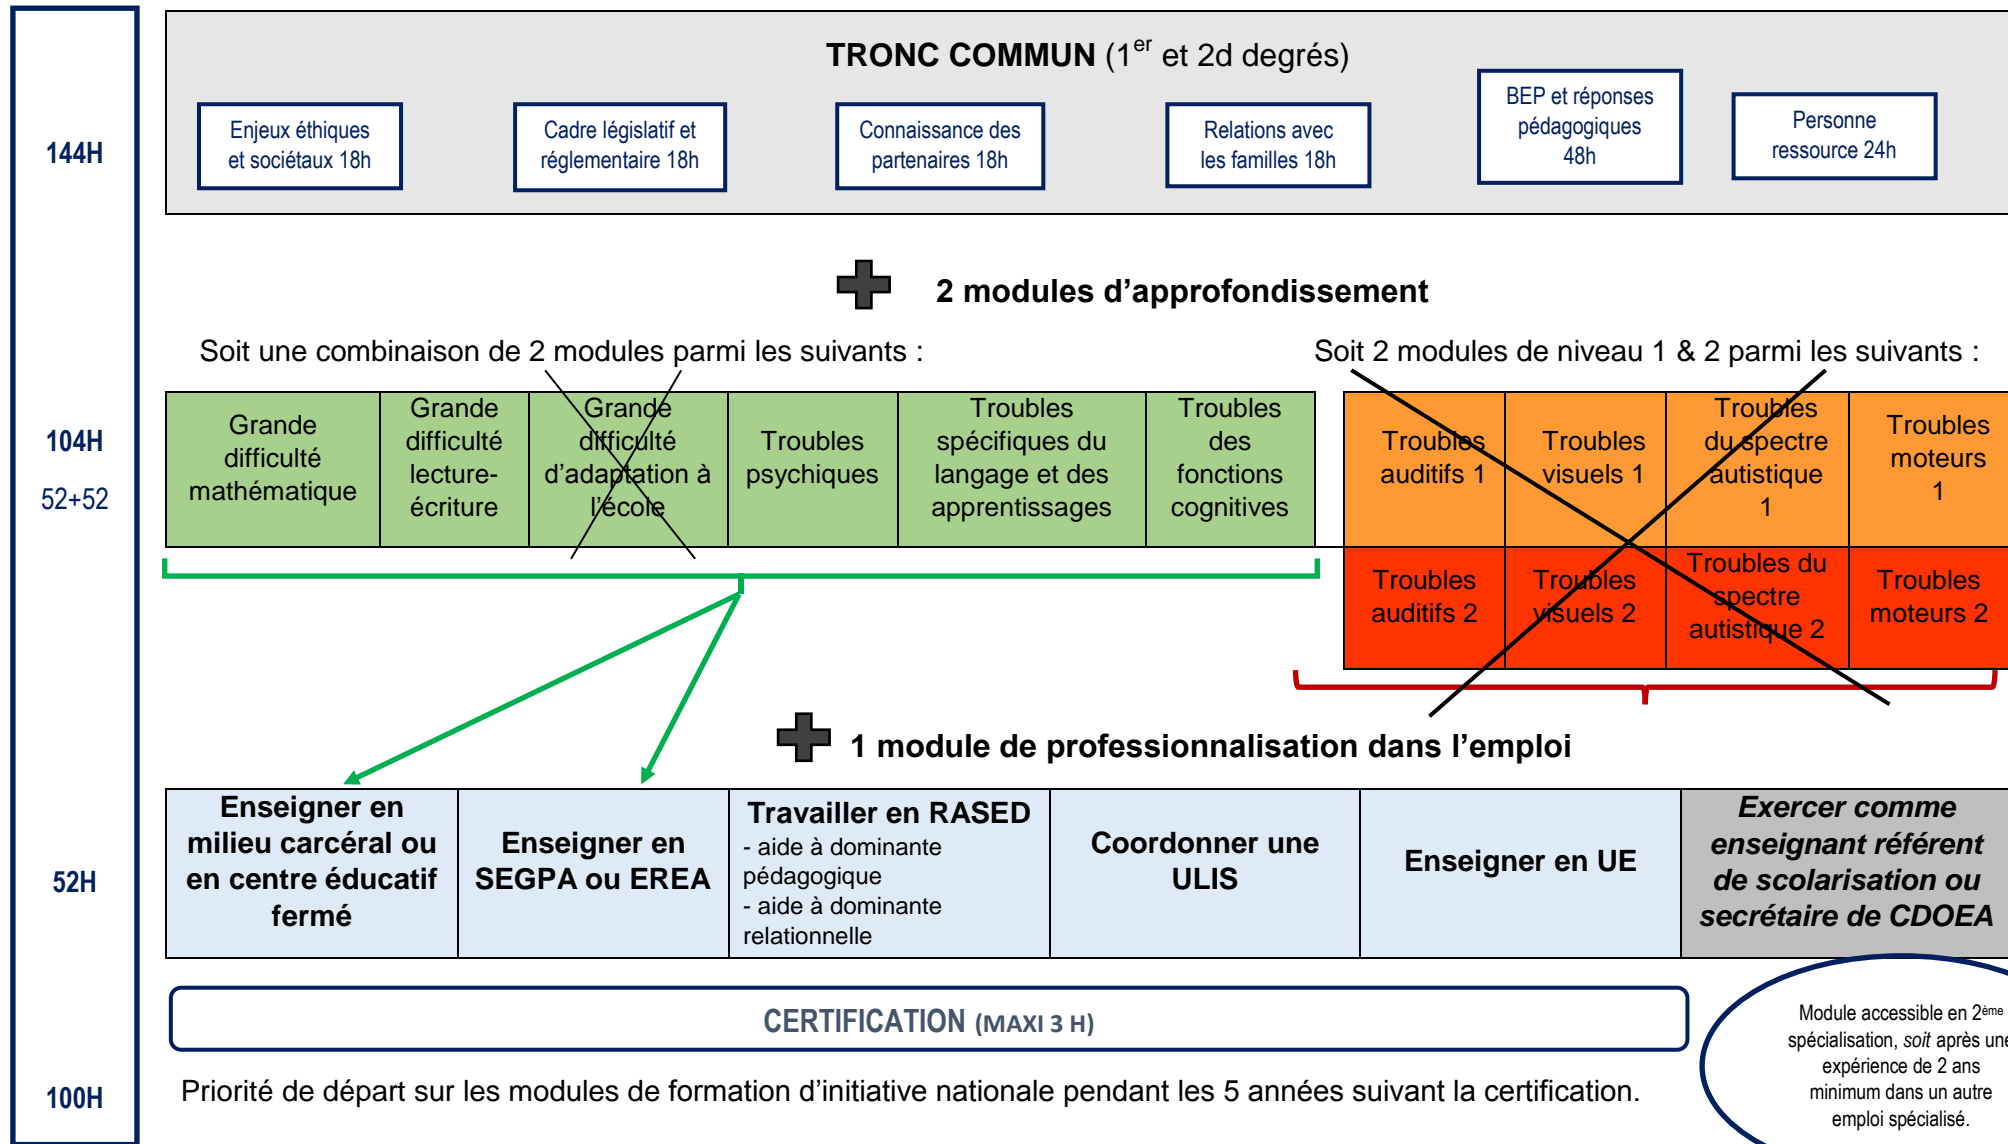 TRONC COMMUN (1er et 2d degrés)
144H
Enjeux éthiques
et sociétaux 18h
Cadre législatif et
réglementaire 18h
Connaissance des
partenaires 18h
Relations avec
les familles 18h
BEP et réponses
pédagogiques
48h
Personne
ressource 24h
2 modules d’approfondissement
Soit une combinaison de 2 modules parmi les suivants :
Soit 2 modules de niveau 1 & 2 parmi les suivants :
104H
52+52
Grande
difficulté
mathématique
Grande
difficulté
lecture-
écriture
Grande
difficulté
d’adaptation à
l’école
Troubles
psychiques
Troubles
spécifiques du
langage et des
apprentissages
Troubles
des
fonctions
cognitives
Troubles
auditifs 1
Troubles
visuels 1
Troubles
du spectre
autistique
1
Troubles
moteurs
1
Troubles
auditifs 2
Troubles
visuels 2
Troubles du
spectre
autistique 2
Troubles
moteurs 2
1 module de professionnalisation dans l’emploi
52H
Enseigner en
milieu carcéral ou
en centre éducatif
fermé
Enseigner en
SEGPA ou EREA
Travailler en RASED
- aide à dominante
pédagogique
- aide à dominante
relationnelle
Coordonner une
ULIS
Enseigner en UE
Exercer comme
enseignant référent
de scolarisation ou
secrétaire de CDOEA
CERTIFICATION (MAXI 3 H)
Module accessible en 2ème
spécialisation, soit après une
expérience de 2 ans
minimum dans un autre
emploi spécialisé.
100H
Priorité de départ sur les modules de formation d’initiative nationale pendant les 5 années suivant la certification.